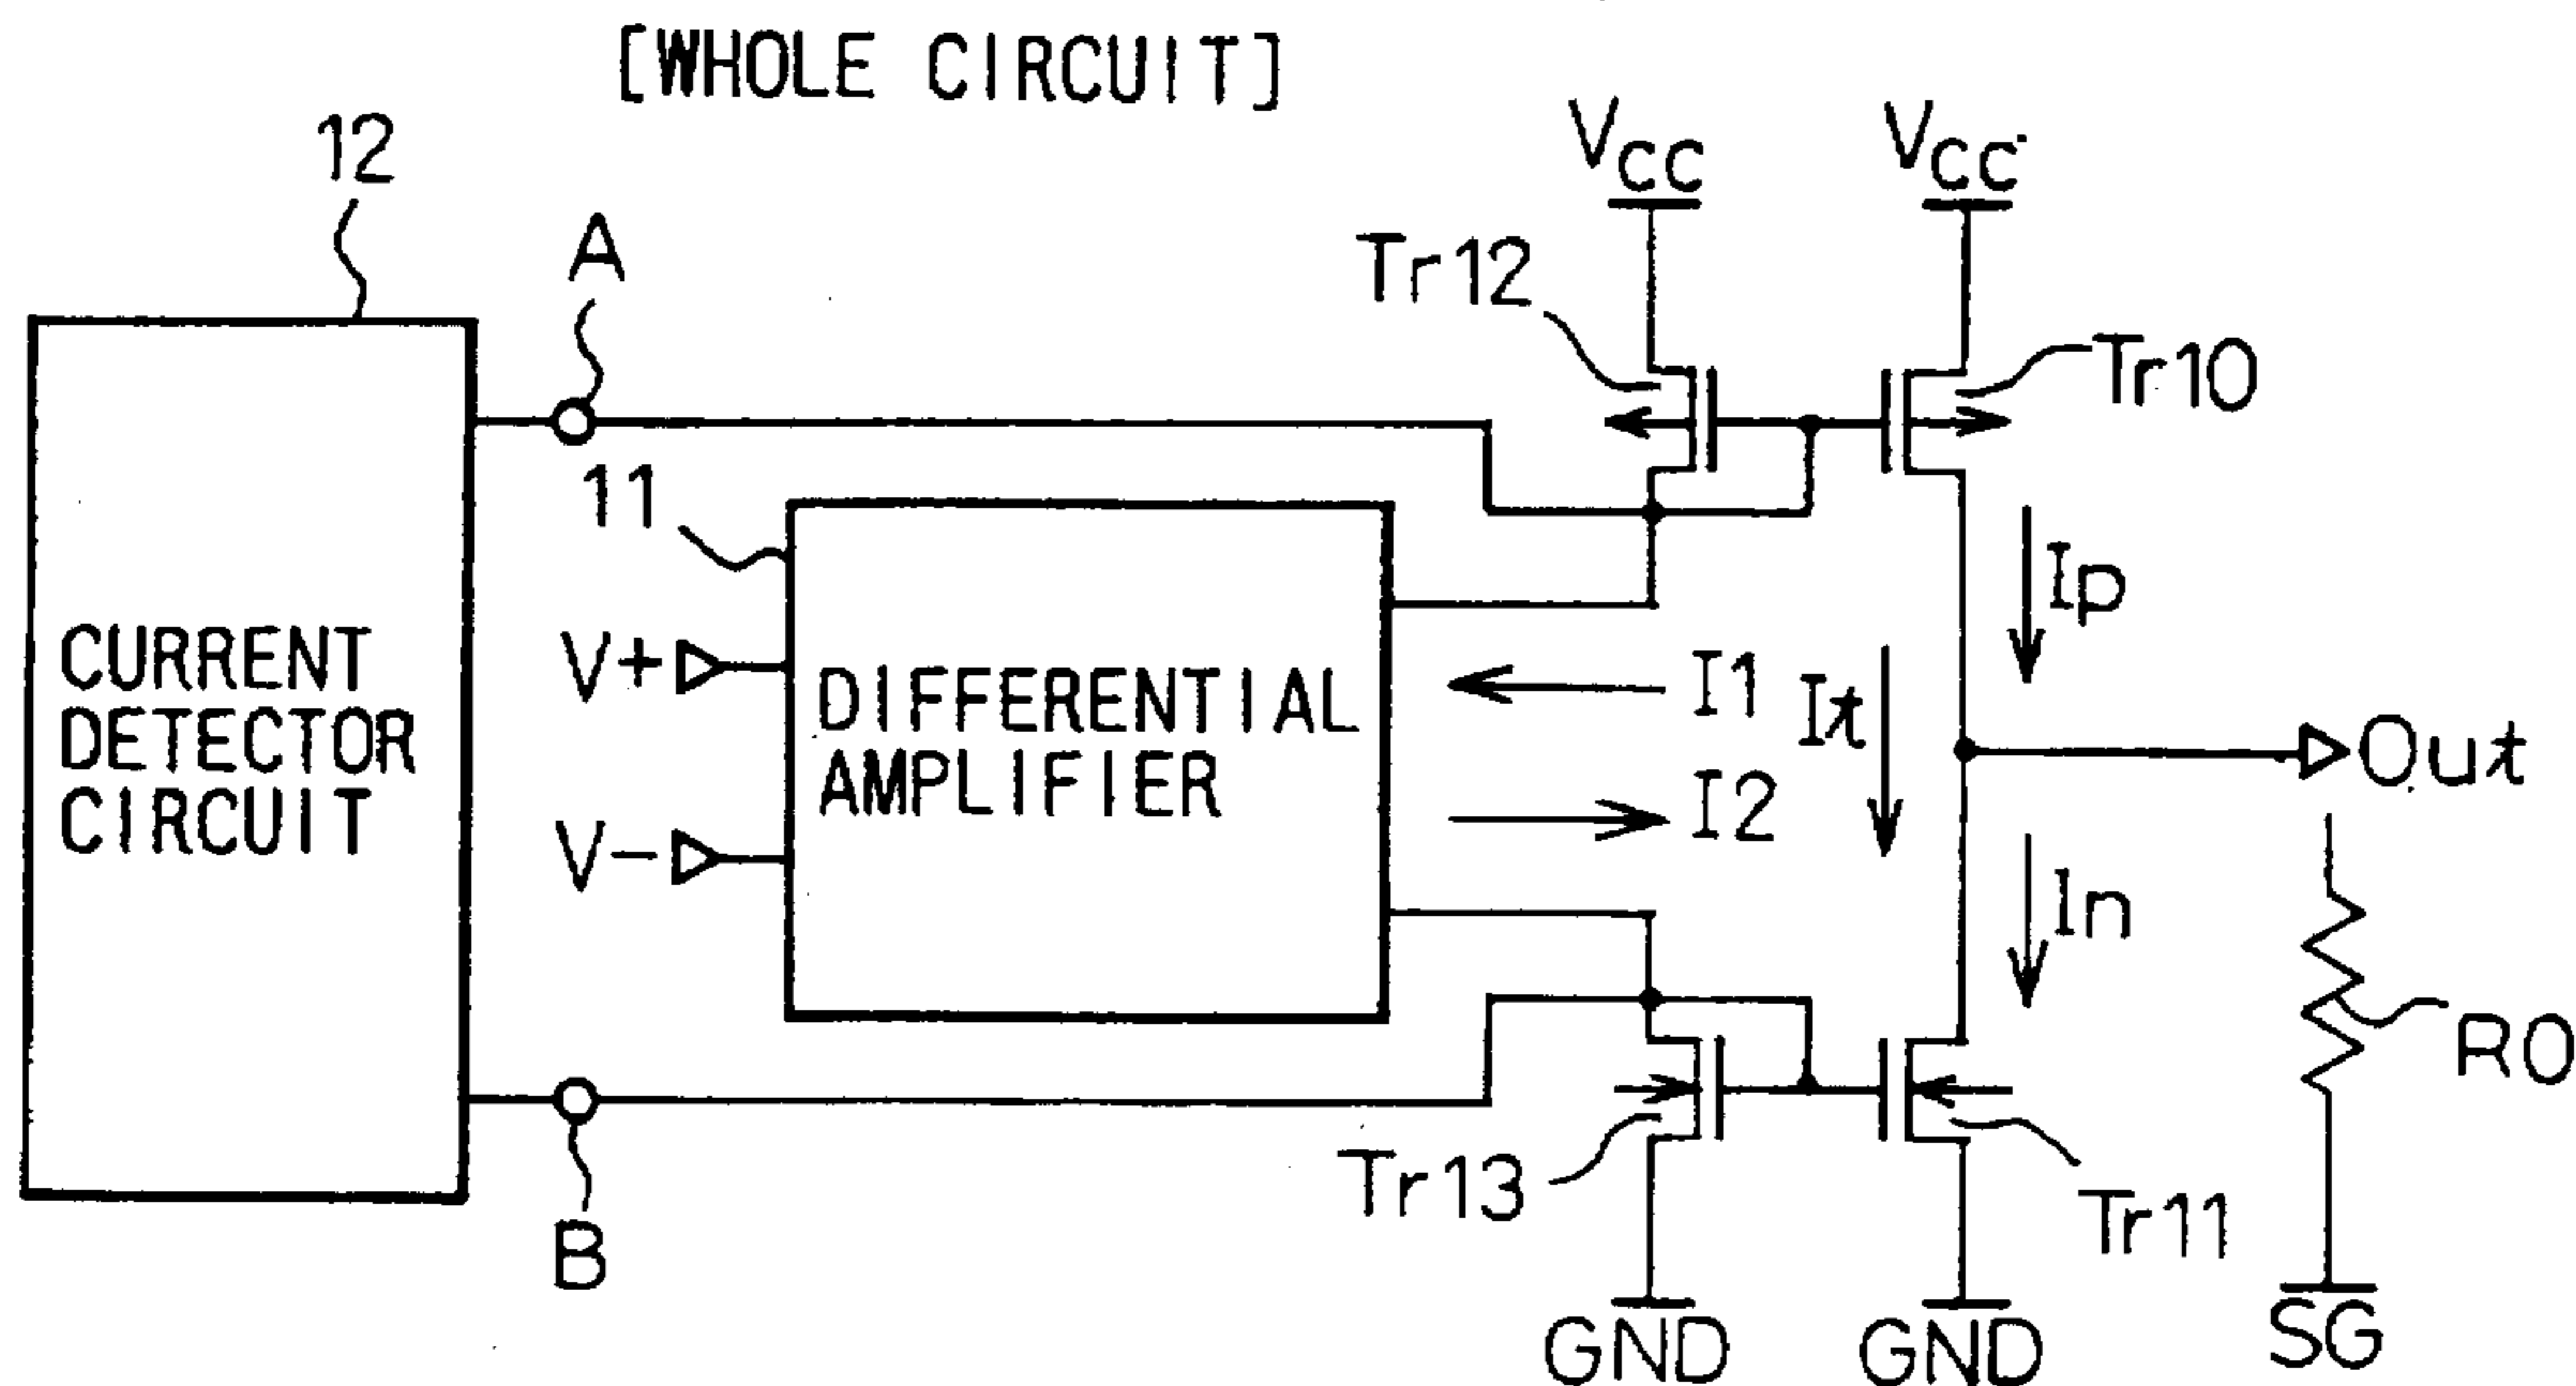 [WHOLE CIRCUIT]
12
A
VCC
VCC
Tr12
Tr10
11
Ip
CURRENT
DETECTOR
CIRCUIT
V+
V-
DIFFERENTIAL
AMPLIFIER
I1
I2
It
Out
In
R0
Tr13
Tr11
B
GND
GND
SG